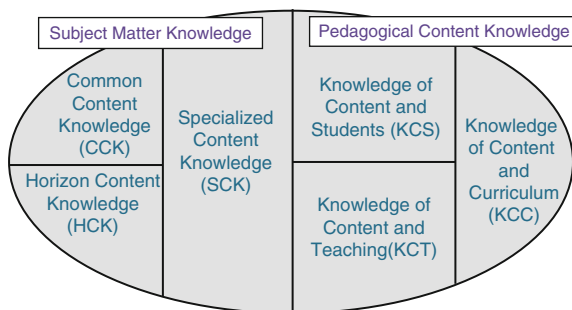 Subject Matter Knowledge
Pedagogical Content Knowledge
Common
Content
Knowledge
(CCK)
Horizon Content
Knowledge
(HCK)
Specialized
Content
Knowledge
(SCK)
Knowledge of
Content and
Students (KCS)
Knowledge of
Content and
Teaching(KCT)
Knowledge
of Content
and
Curriculum
(KCC)